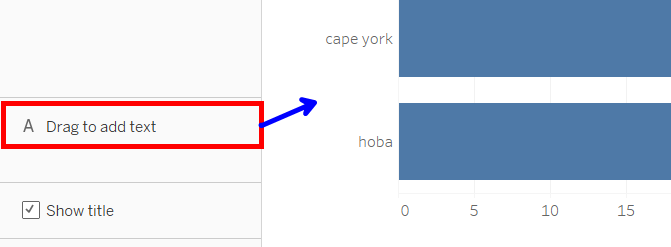 cape york
A Drag to add text
hoba
Show title
0 5 10 15